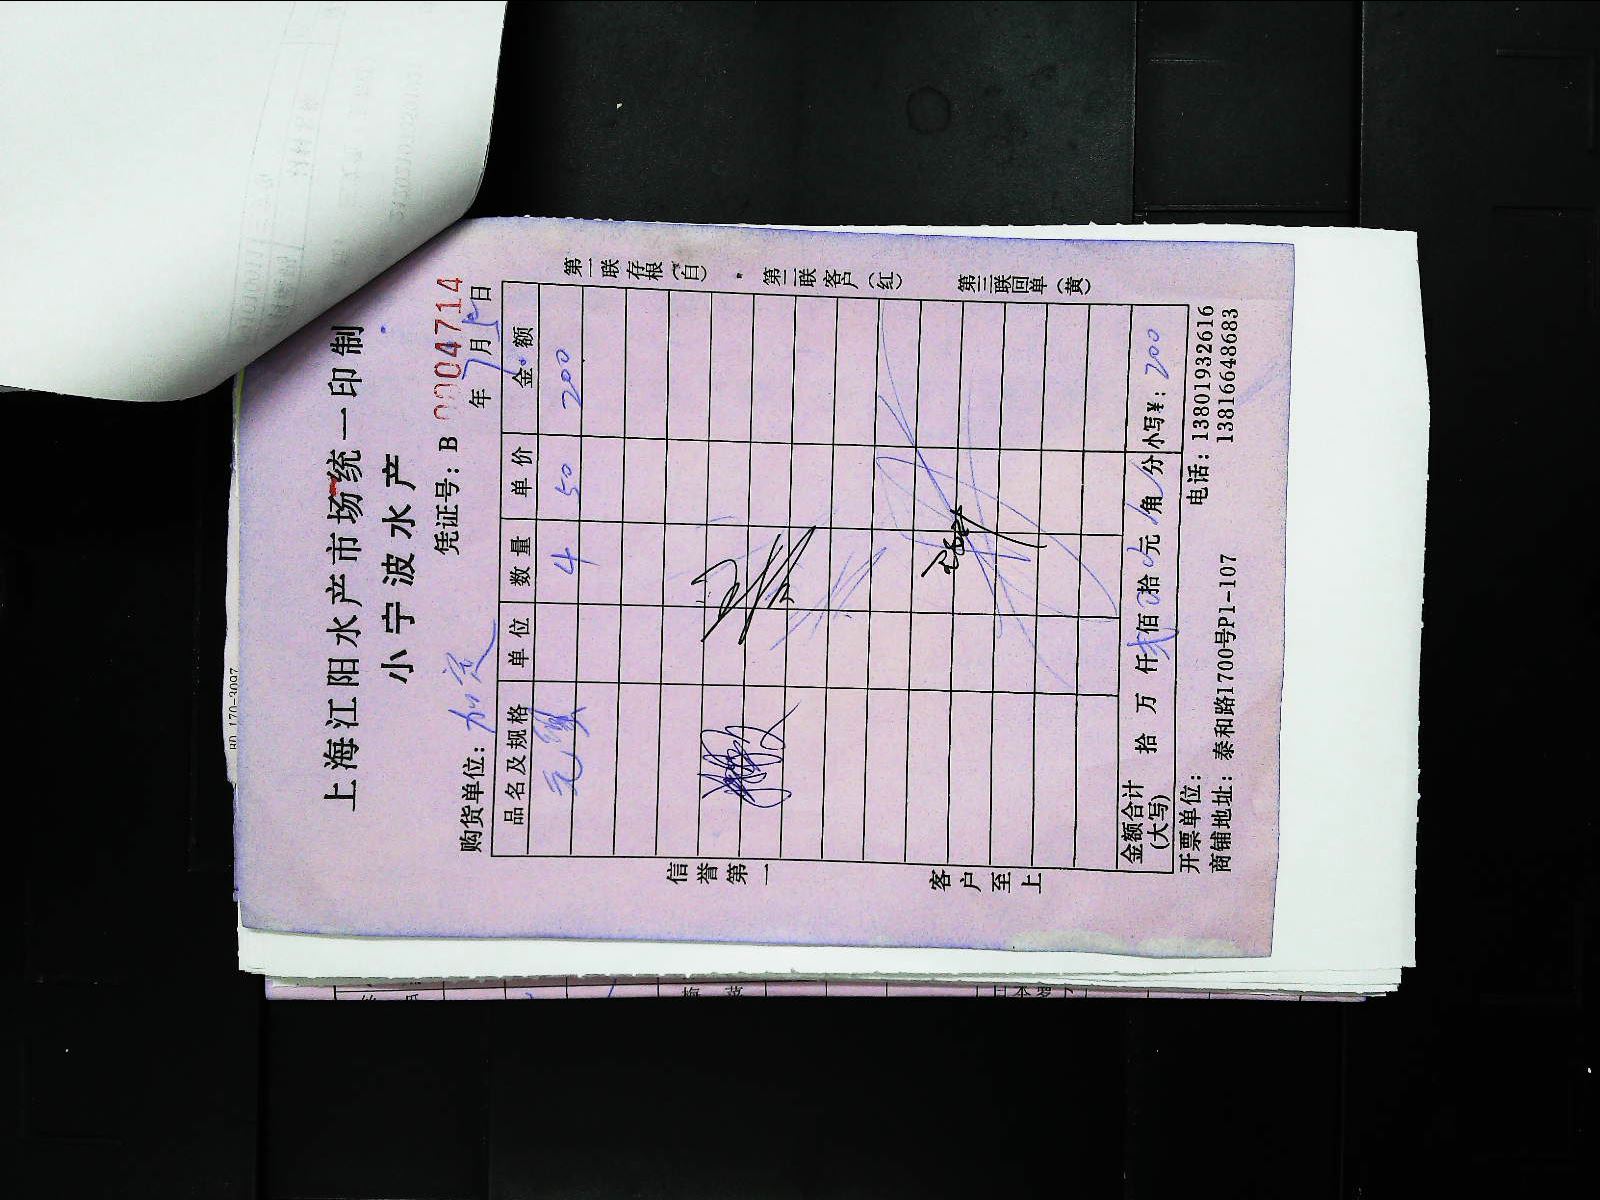 上海江阳水产市场统一印制
小宁波水产
凭证号：B 0004714
购货单位：
年 7月 日
品名及规格 单位 数量 单价 金额
4 50 200
金额合计(大写) 拾 万 仟 贰佰 拾 元 角 分 小写¥：200
开票单位： 电话：13801932616
商铺地址：泰和路1700号P1-107 13816648683
信誉第一
客户至上
第一联存根(白)
第二联客户(红)
第三联回单(黄)